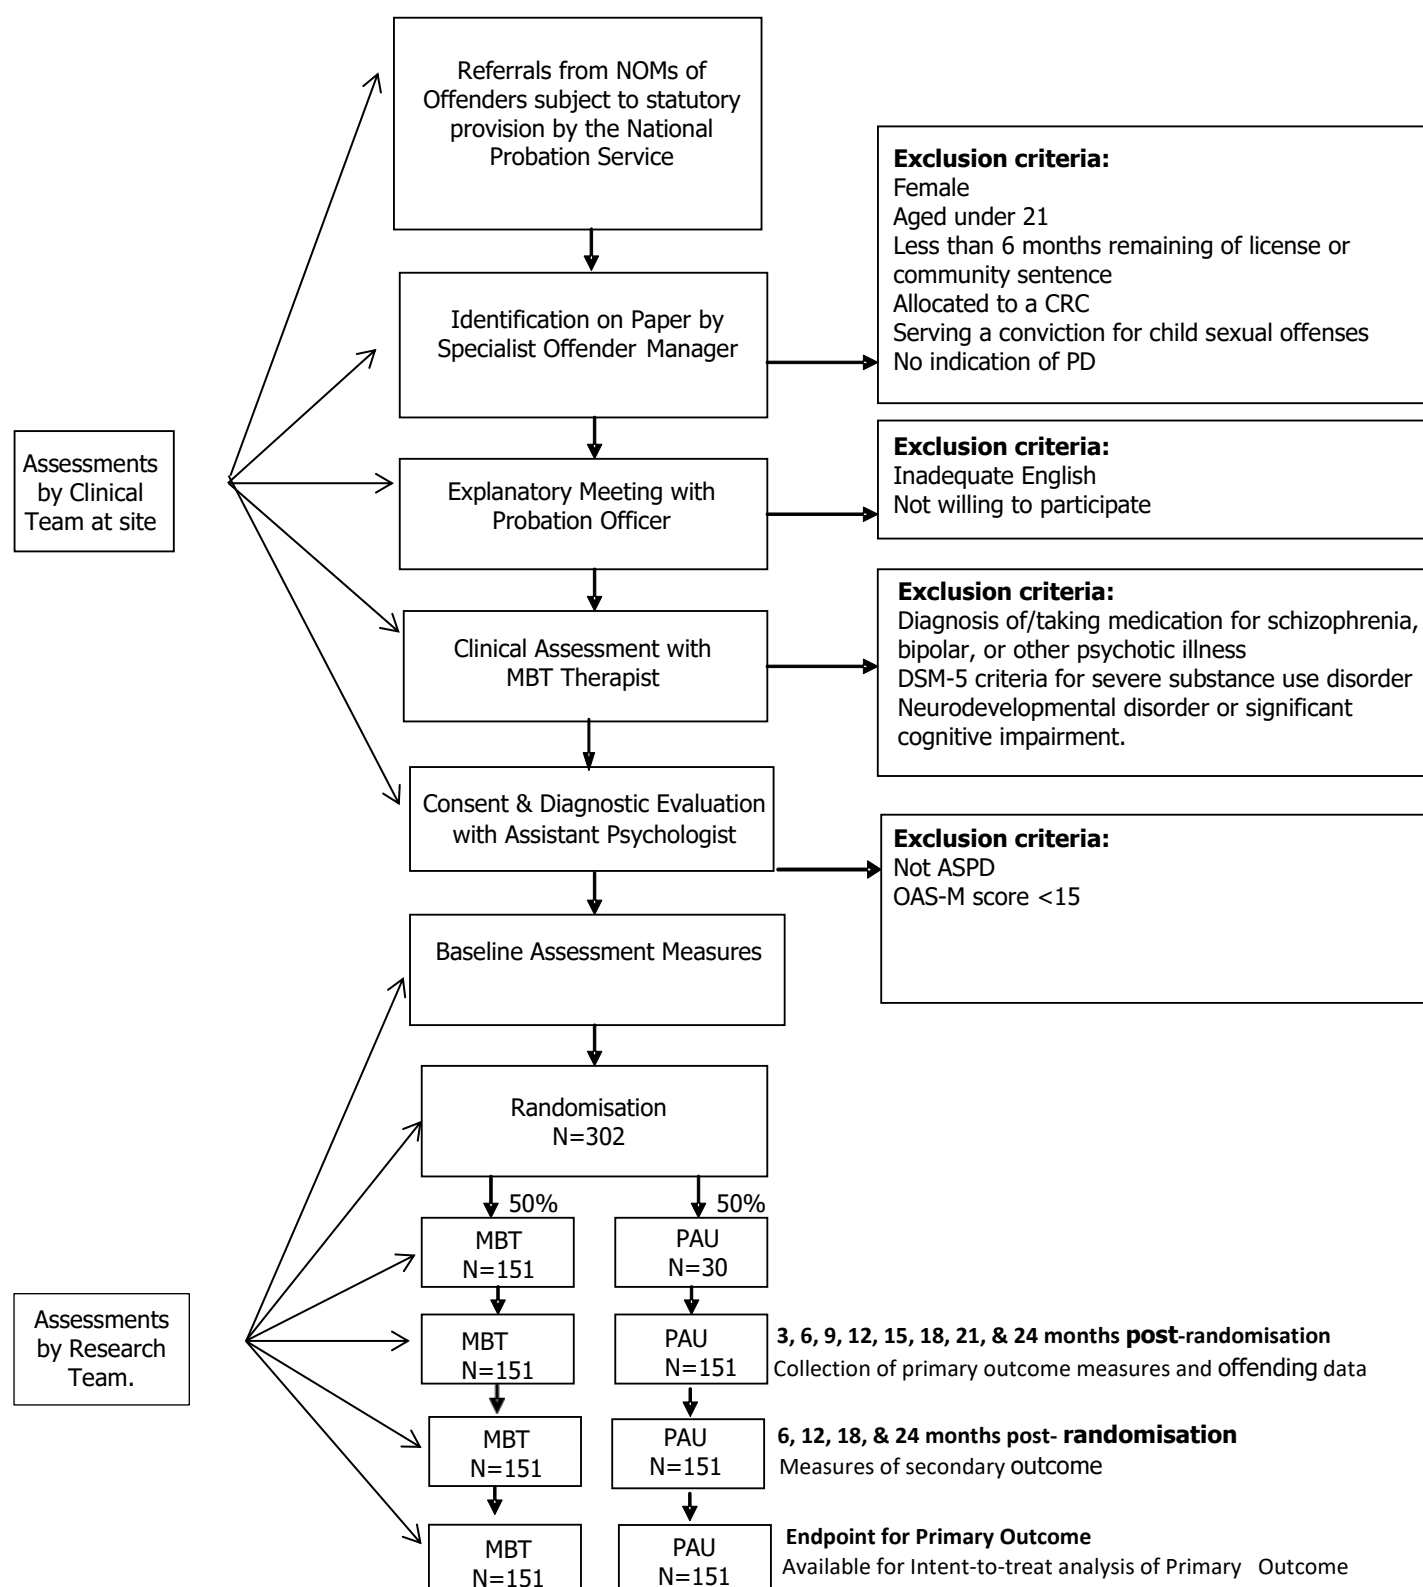 Referrals from NOMs of
Offenders subject to statutory
provision by the National
Probation Service
Exclusion criteria:
Female
Aged under 21
Less than 6 months remaining of license or
community sentence
Allocated to a CRC
Serving a conviction for child sexual offenses
No indication of PD
Identification on Paper by
Specialist Offender Manager
Assessments
by Clinical
Team at site
Explanatory Meeting with
Probation Officer
Exclusion criteria:
Inadequate English
Not willing to participate
Clinical Assessment with
MBT Therapist
Exclusion criteria:
Diagnosis of/taking medication for schizophrenia,
bipolar, or other psychotic illness
DSM-5 criteria for severe substance use disorder
Neurodevelopmental disorder or significant
cognitive impairment.
Consent & Diagnostic Evaluation
with Assistant Psychologist
Exclusion criteria:
Not ASPD
OAS-M score <15
Baseline Assessment Measures
Randomisation
N=302
50%
50%
MBT
N=151
PAU
N=30
Assessments
by Research
Team.
MBT
N=151
PAU
N=151
3, 6, 9, 12, 15, 18, 21, & 24 months post-randomisation
Collection of primary outcome measures and offending data
MBT
N=151
PAU
N=151
6, 12, 18, & 24 months post- randomisation
Measures of secondary outcome
MBT
N=151
PAU
N=151
Endpoint for Primary Outcome
Available for Intent-to-treat analysis of Primary Outcome